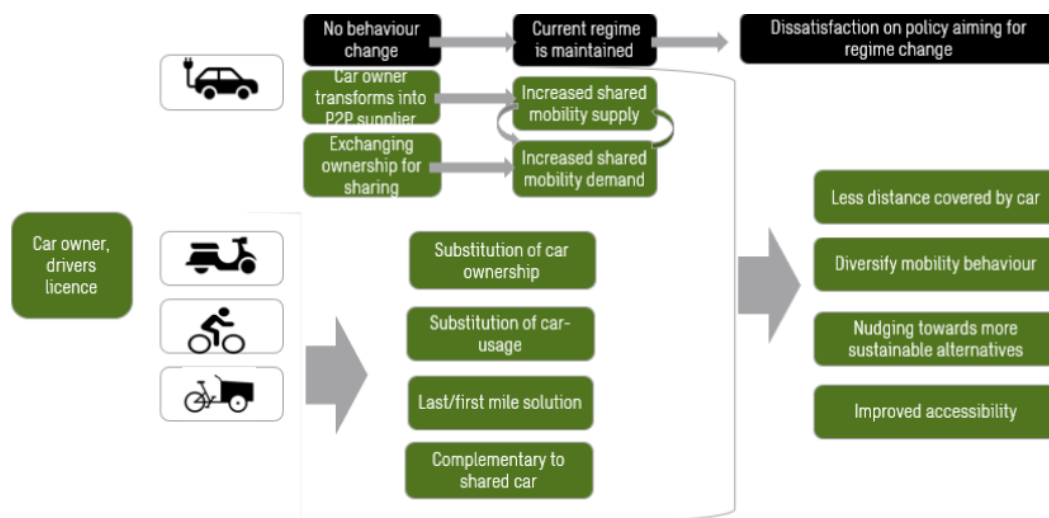 No behaviour
change
Current regime
is maintained
Dissatisfaction on policy aiming for
regime change
Car owner
transforms into
P2P supplier
Increased shared
mobility supply
Exchanging
ownership for
sharing
Increased shared
mobility demand
Car owner,
drivers
licence
Substitution of car
ownership
Substitution of car-
usage
Last/first mile solution
Complementary to
shared car
Less distance covered by car
Diversify mobility behaviour
Nudging towards more
sustainable alternatives
Improved accessibility